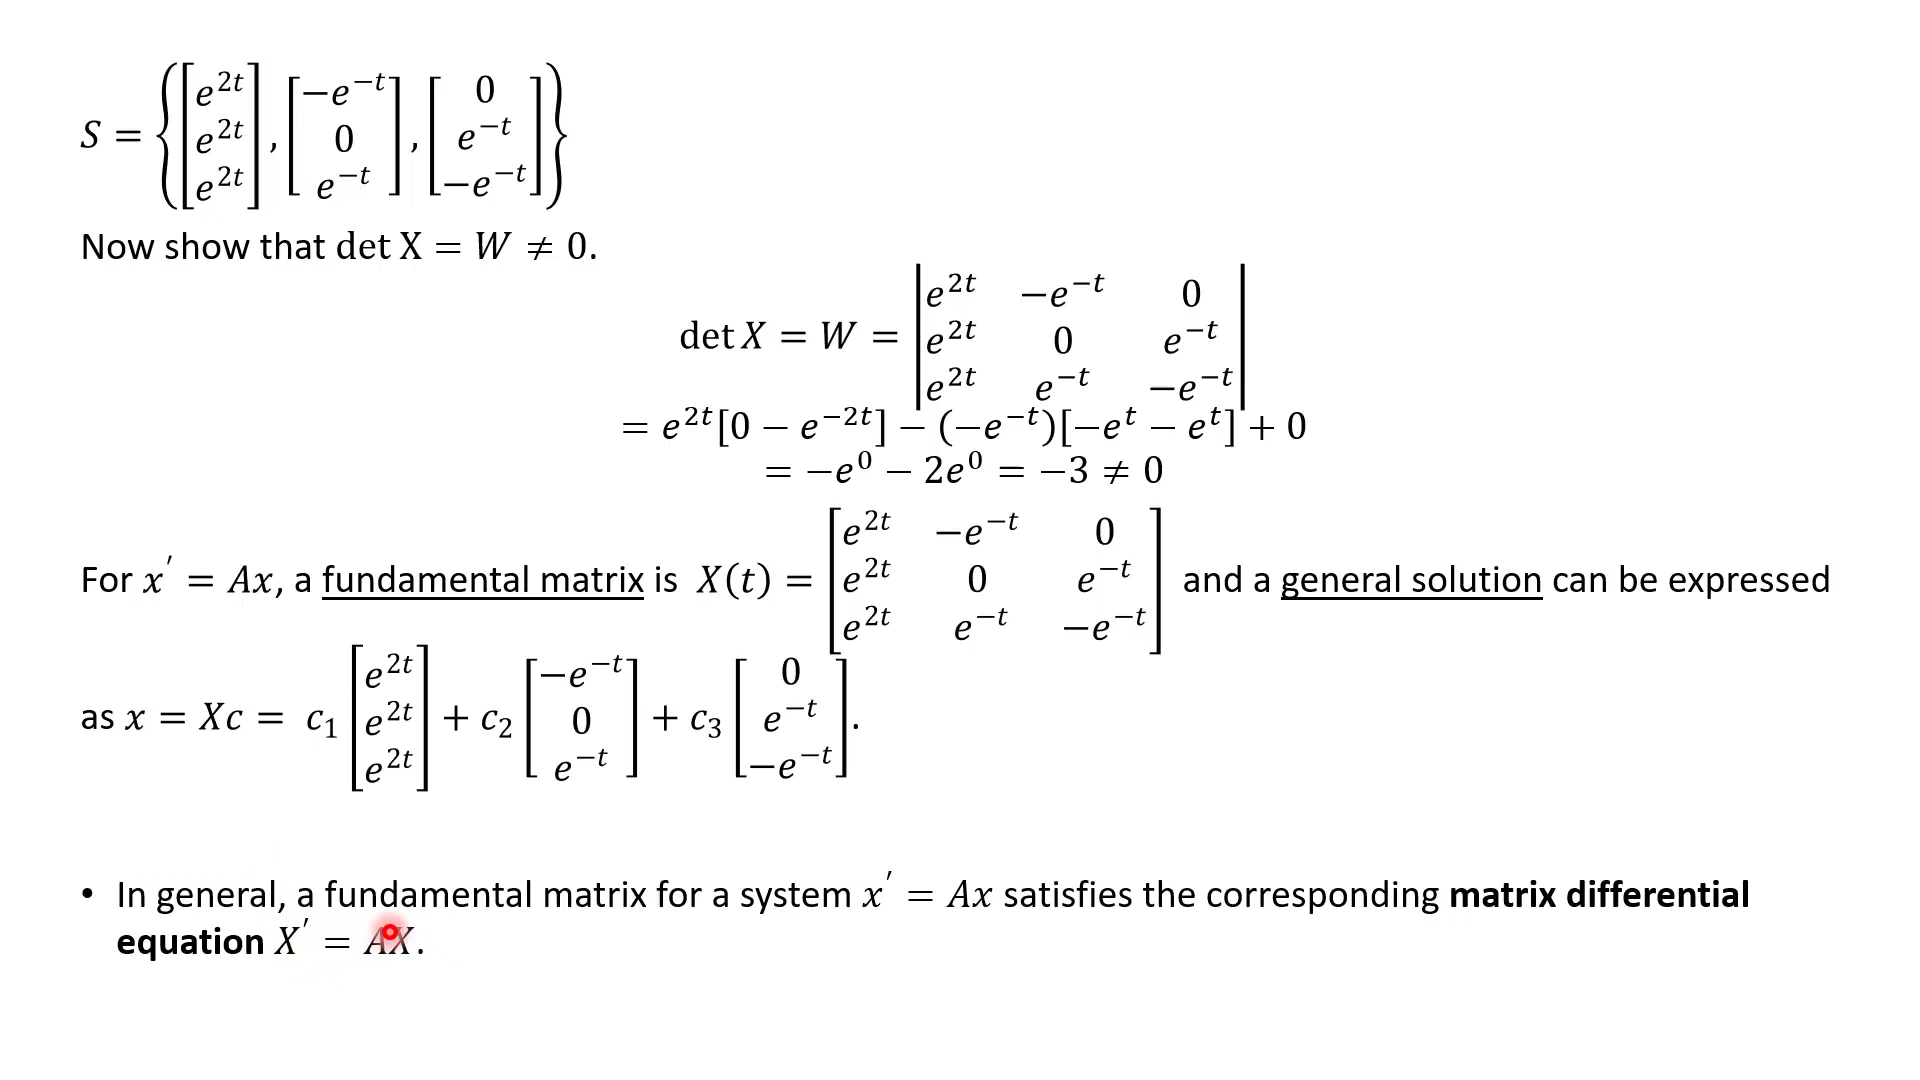 S = { [e^{2t} e^{2t} e^{2t}], [−e^{−t} 0 e^{−t}], [0 e^{−t} −e^{−t}] }
Now show that det X = W ≠ 0.
det X = W = | e^{2t} −e^{−t} 0 |
| e^{2t} 0 e^{−t} |
| e^{2t} e^{−t} −e^{−t} |
= e^{2t}[0 − e^{−2t}] − (−e^{−t})[−e^{t} − e^{t}] + 0
= −e^{0} − 2e^{0} = −3 ≠ 0
For x′ = Ax, a fundamental matrix is X(t) = [e^{2t} −e^{−t} 0; e^{2t} 0 e^{−t}; e^{2t} e^{−t} −e^{−t}] and a general solution can be expressed
as x = Xc = c₁ [e^{2t} e^{2t} e^{2t}] + c₂ [−e^{−t} 0 e^{−t}] + c₃ [0 e^{−t} −e^{−t}].
• In general, a fundamental matrix for a system x′ = Ax satisfies the corresponding matrix differential
equation X′ = AX.